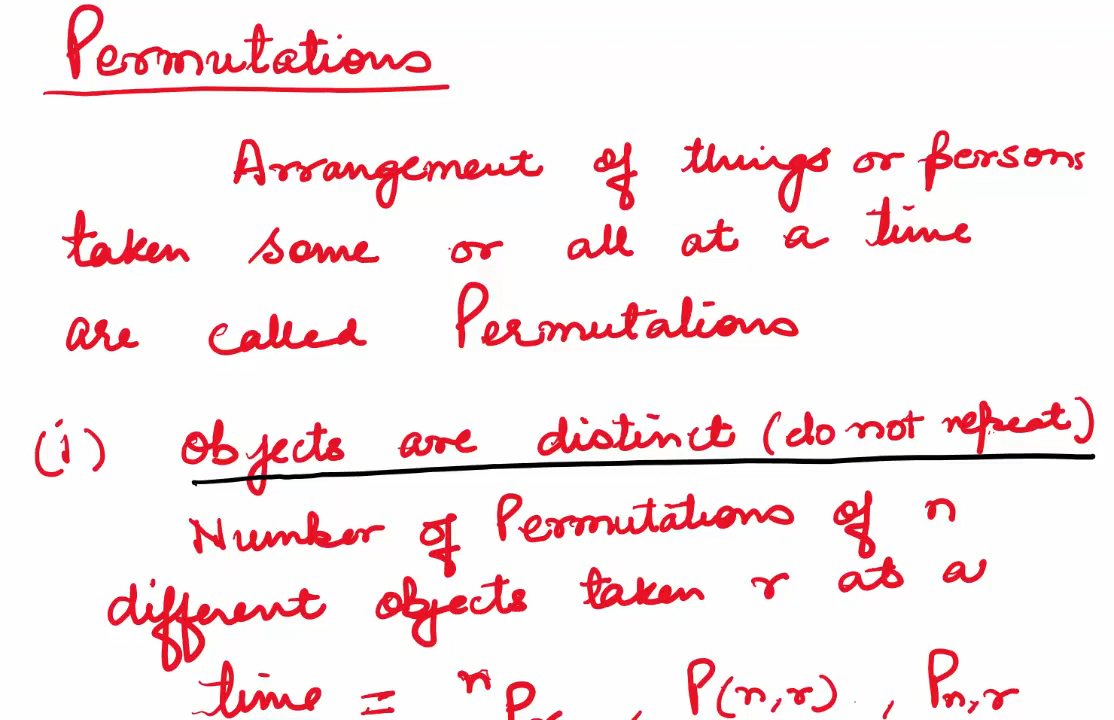 Permutations
Arrangement of things or persons
taken some or all at a time
are called Permutations
(i) Objects are distinct (do not repeat)
Number of Permutations of n
different objects taken r at a
time = ⁿPᵣ , P(n,r) , Pₙ,ᵣ